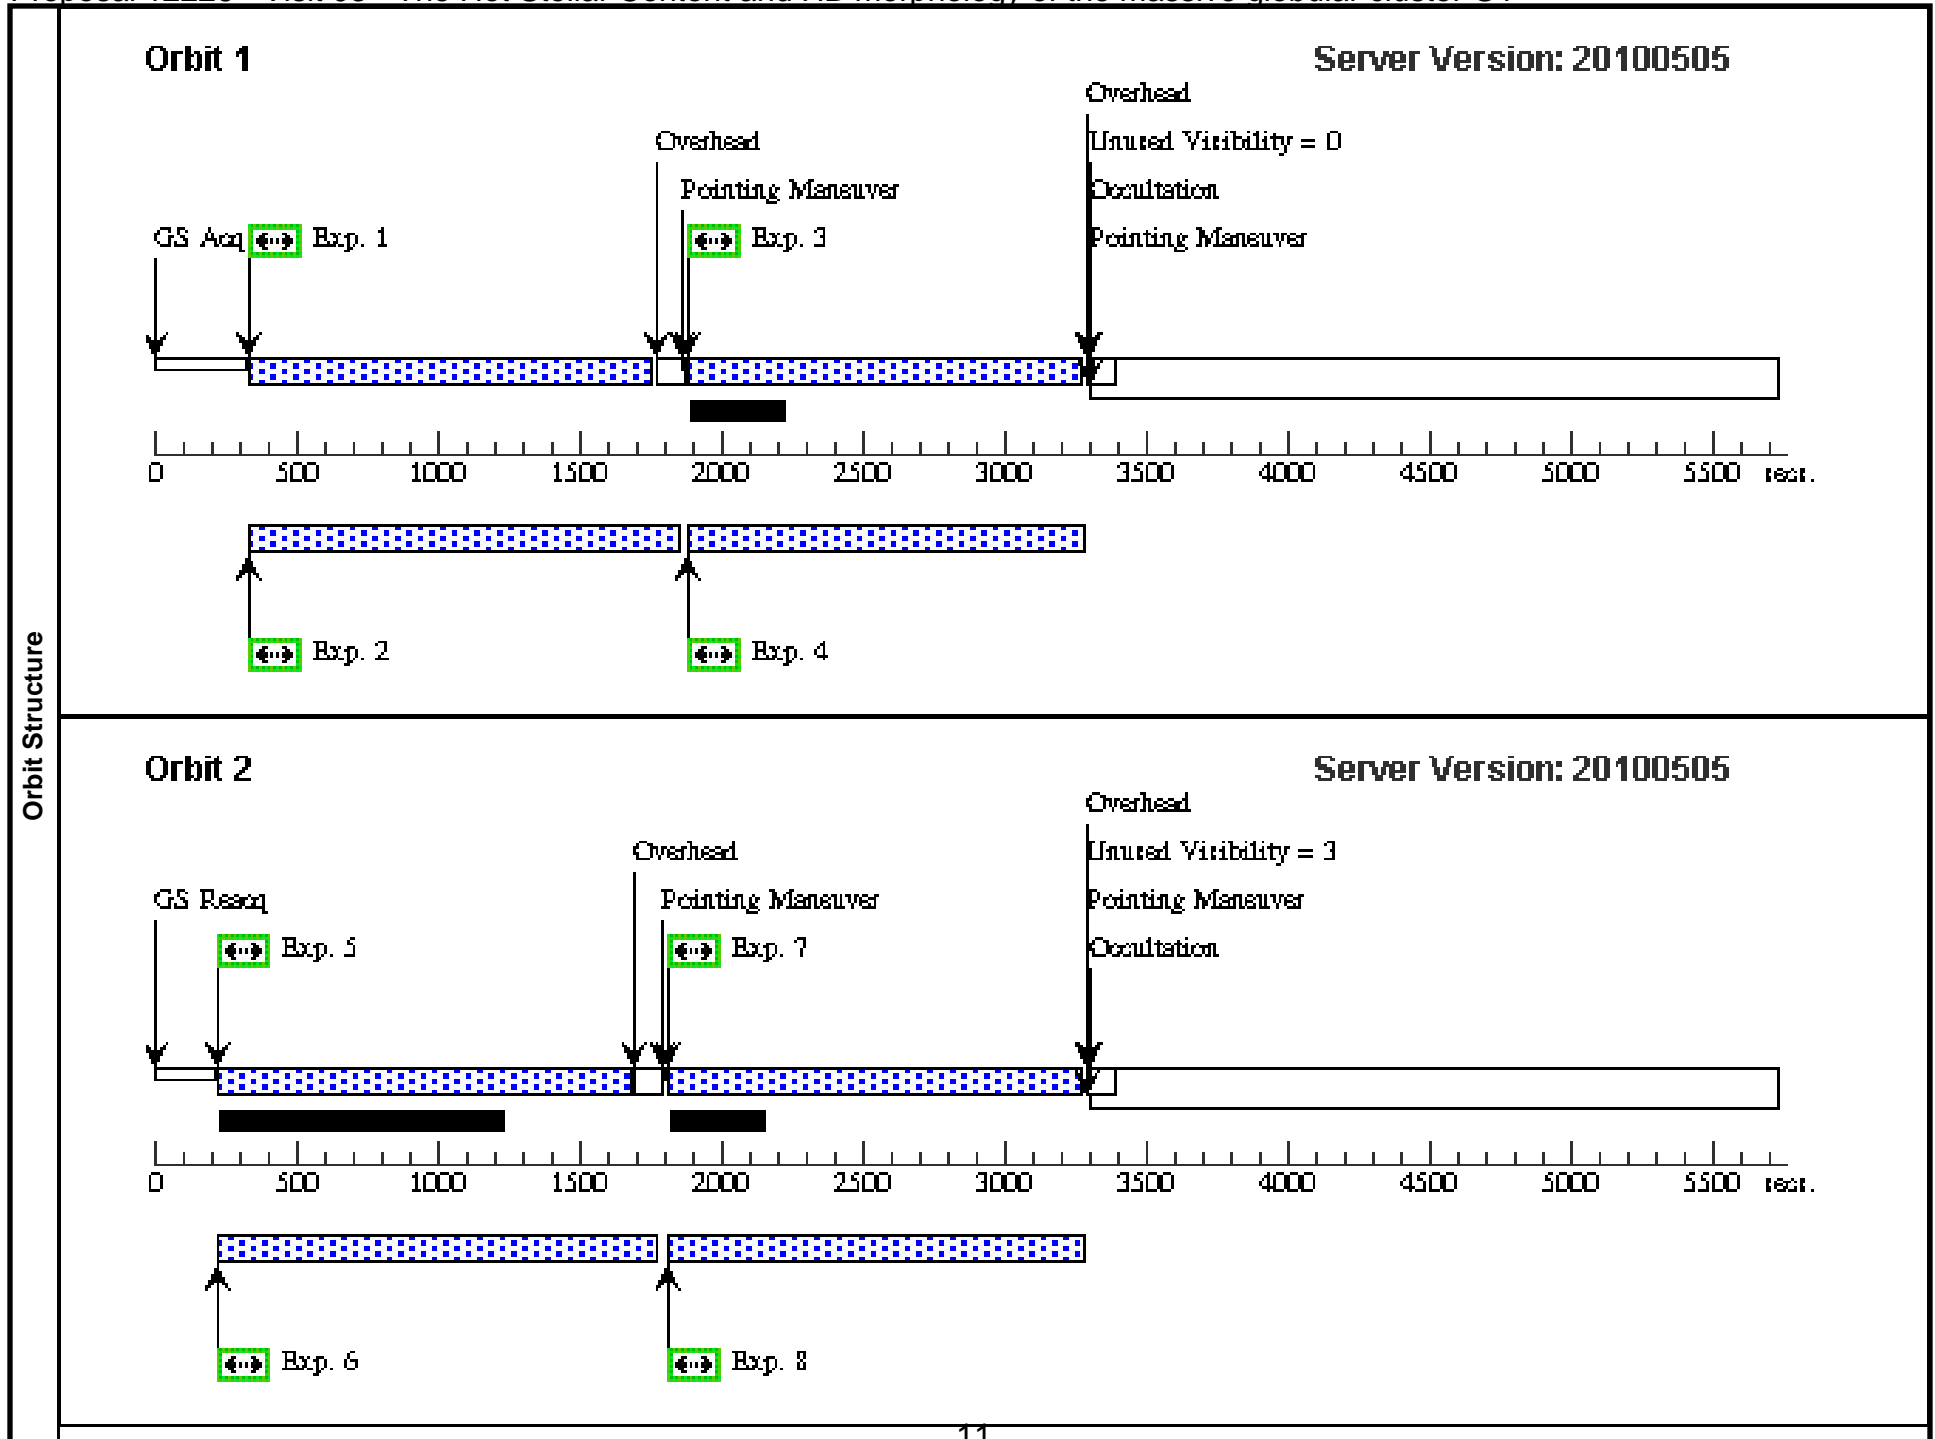 Orbit Structure
Orbit 1
Server Version: 20100505
Overhead
Overhead
Unused Visibility = 0
Pointing Maneuver
Occultation
GS Acq
Exp. 1
Exp. 3
Pointing Maneuver
0 500 1000 1500 2000 2500 3000 3500 4000 4500 5000 5500 secs.
Exp. 2
Exp. 4
Orbit 2
Server Version: 20100505
Overhead
Overhead
Unused Visibility = 3
GS Reacq
Pointing Maneuver
Pointing Maneuver
Exp. 5
Exp. 7
Occultation
0 500 1000 1500 2000 2500 3000 3500 4000 4500 5000 5500 secs.
Exp. 6
Exp. 8
11